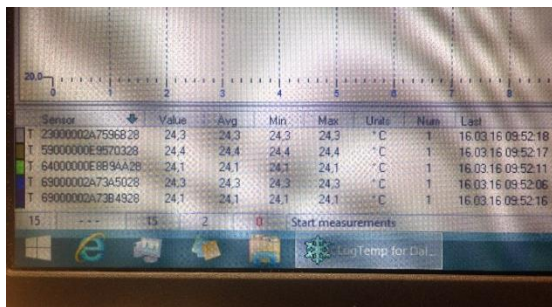 20,0
0 1 2 3 4 5 6 7 8
Sensor Value Avg Min Max Units Num Last
T 23000002A7596B28 24,3 24,3 24,3 24,3 °C 1 16.03.16 09:52:18
T 59000000E9570328 24,4 24,4 24,4 24,4 °C 1 16.03.16 09:52:17
T 64000000E8B9AA28 24,1 24,1 24,1 24,1 °C 1 16.03.16 09:52:11
T 69000002A73A5028 24,3 24,3 24,3 24,3 °C 1 16.03.16 09:52:06
T 69000002A73B4928 24,1 24,1 24,1 24,1 °C 1 16.03.16 09:52:16
15 - - - 15 2 0 Start measurements
CLogTemp for Dal...